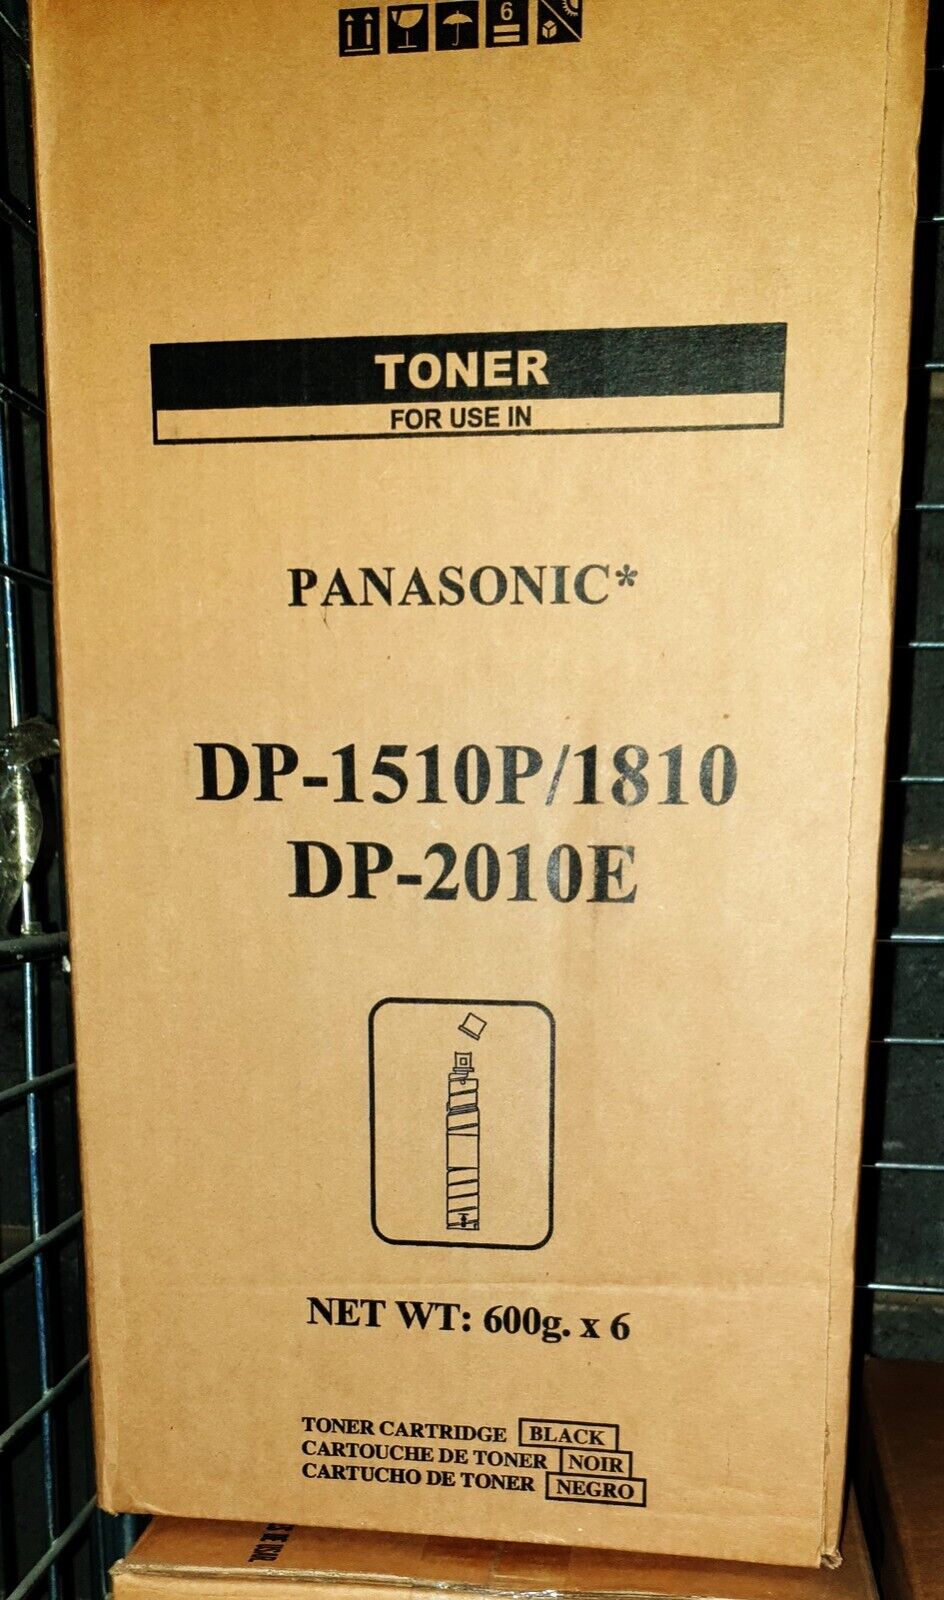 6
TONER
FOR USE IN
PANASONIC*
DP-1510P/1810
DP-2010E
NET WT: 600g. x 6
TONER CARTRIDGE BLACK
CARTOUCHE DE TONER NOIR
CARTUCHO DE TONER NEGRO